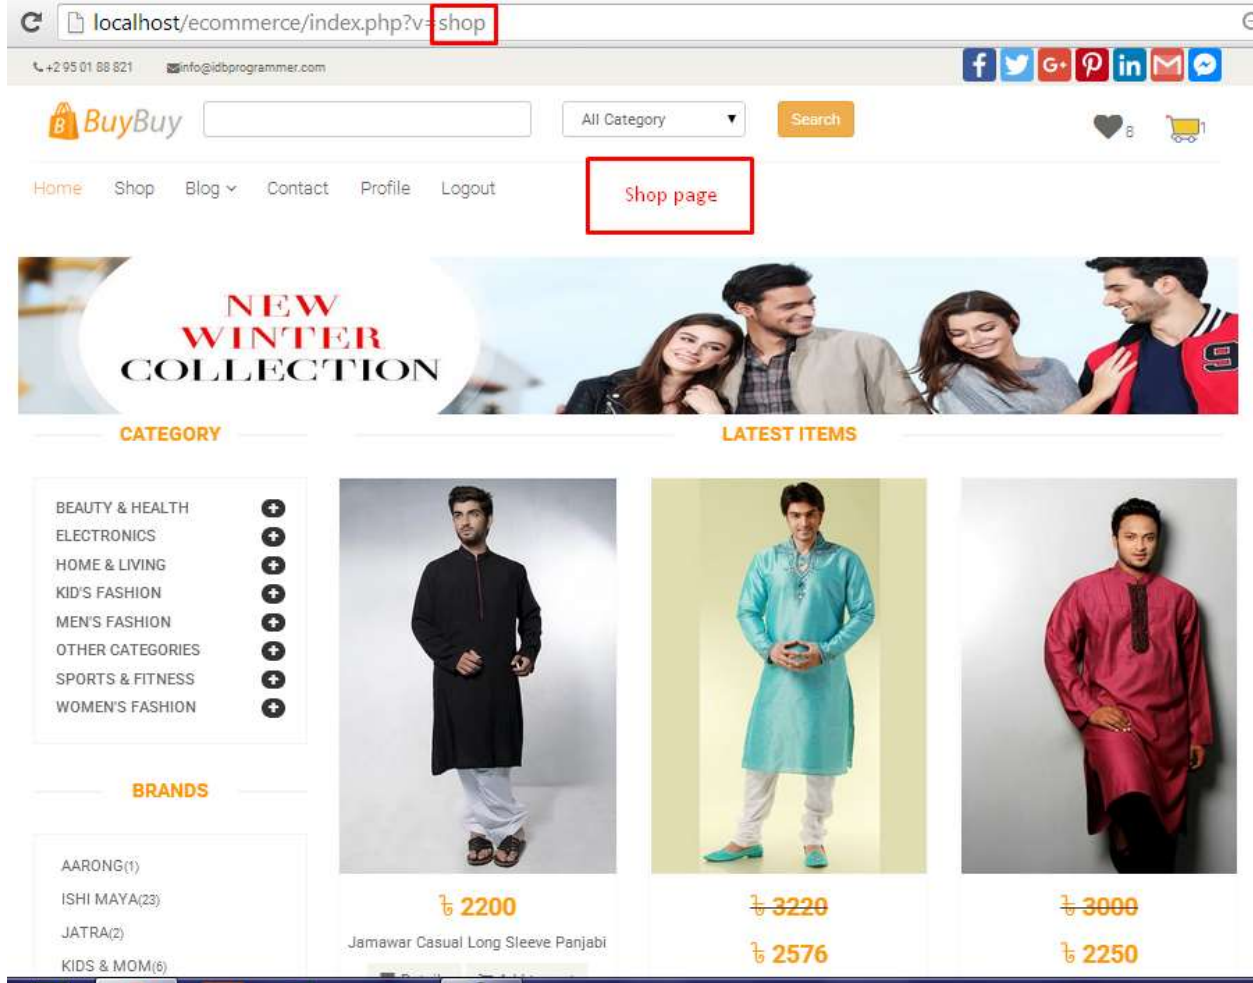 localhost/ecommerce/index.php?v=shop
+2 95 01 88 821 info@idbprogrammer.com
BuyBuy All Category Search 8 1
Home Shop Blog Contact Profile Logout
Shop page
NEW
WINTER
COLLECTION
CATEGORY
BEAUTY & HEALTH
ELECTRONICS
HOME & LIVING
KID'S FASHION
MEN'S FASHION
OTHER CATEGORIES
SPORTS & FITNESS
WOMEN'S FASHION
BRANDS
AARONG(1)
ISHI MAYA(23)
JATRA(2)
KIDS & MOM(6)
LATEST ITEMS
৳ 2200
Jamawar Casual Long Sleeve Panjabi
৳ 3220
৳ 2576
৳ 3000
৳ 2250